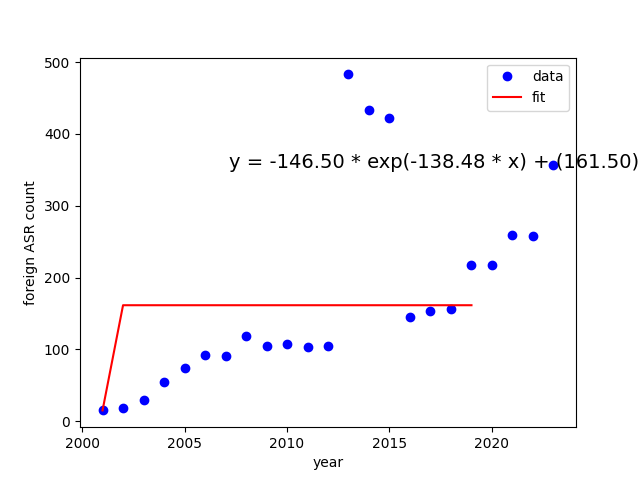 500
400
300
200
100
0
foreign ASR count
data
fit
y = -146.50 * exp(-138.48 * x) + (161.50)
2000 2005 2010 2015 2020
year